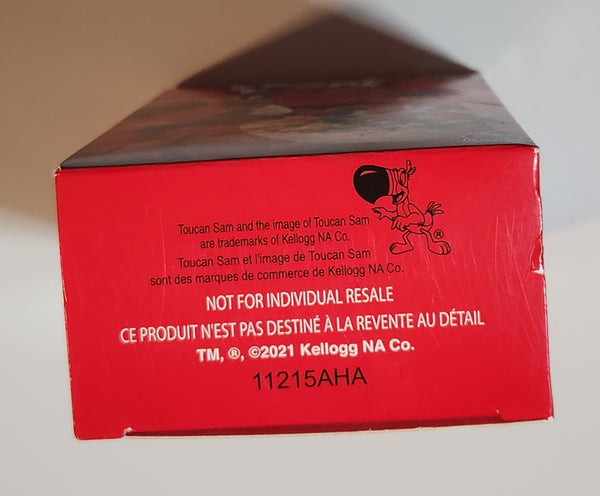 Toucan Sam and the image of Toucan Sam
are trademarks of Kellogg NA Co.
Toucan Sam et l'image de Toucan Sam
sont des marques de commerce de Kellogg NA Co.
®
NOT FOR INDIVIDUAL RESALE
CE PRODUIT N'EST PAS DESTINÉ À LA REVENTE AU DÉTAIL
TM, ®, ©2021 Kellogg NA Co.
11215AHA